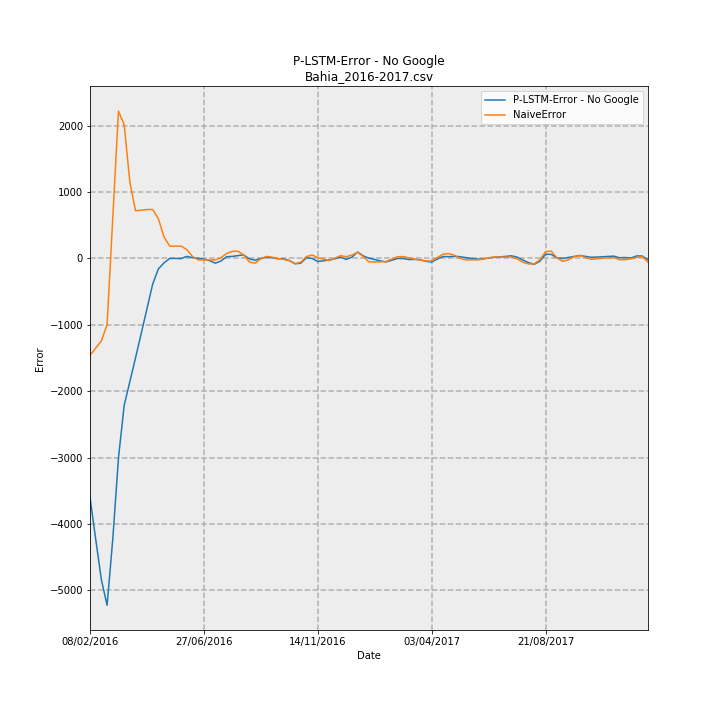 P-LSTM-Error - No Google
Bahia_2016-2017.csv
P-LSTM-Error - No Google
NaiveError
2000
1000
0
−1000
−2000
−3000
−4000
−5000
Error
08/02/2016 27/06/2016 14/11/2016 03/04/2017 21/08/2017
Date